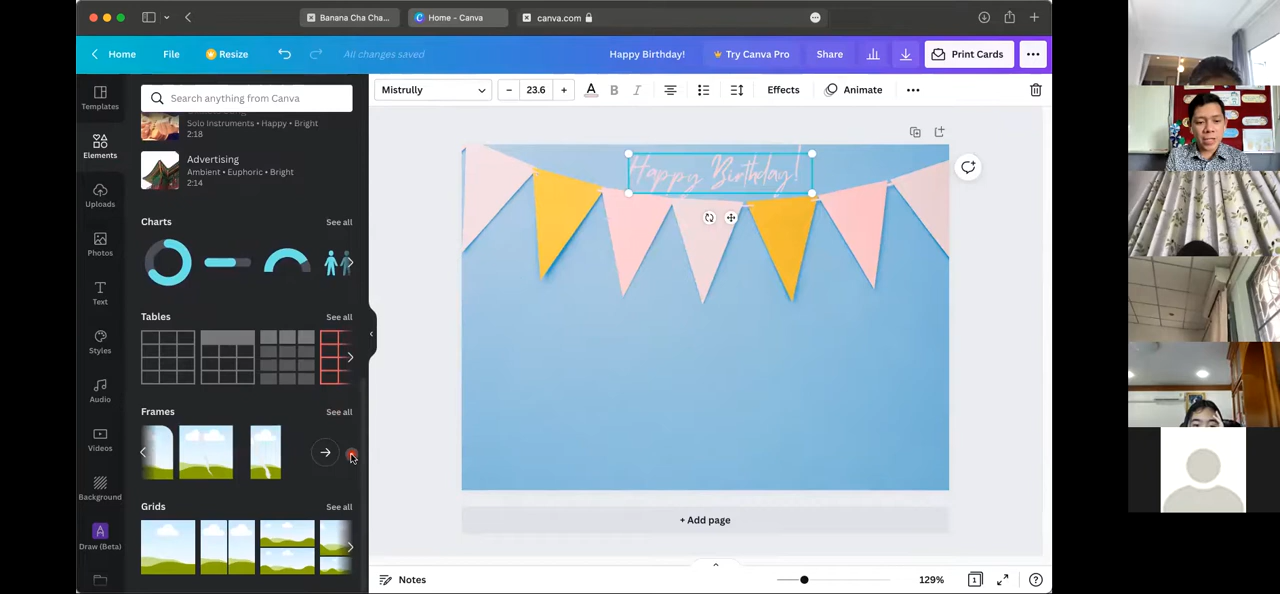 Banana Cha Cha...
Home - Canva
canva.com
Home
File
Resize
All changes saved
Happy Birthday!
Try Canva Pro
Share
Print Cards
Templates
Elements
Uploads
Photos
Text
Styles
Audio
Videos
Background
Draw (Beta)
Search anything from Canva
Solo Instruments • Happy • Bright
2:18
Advertising
Ambient • Euphoric • Bright
2:14
Charts
See all
Tables
See all
Frames
See all
Grids
See all
Mistrully
– 23.6 +
A B I
Effects
Animate
Happy Birthday!
+ Add page
Notes
129%
1